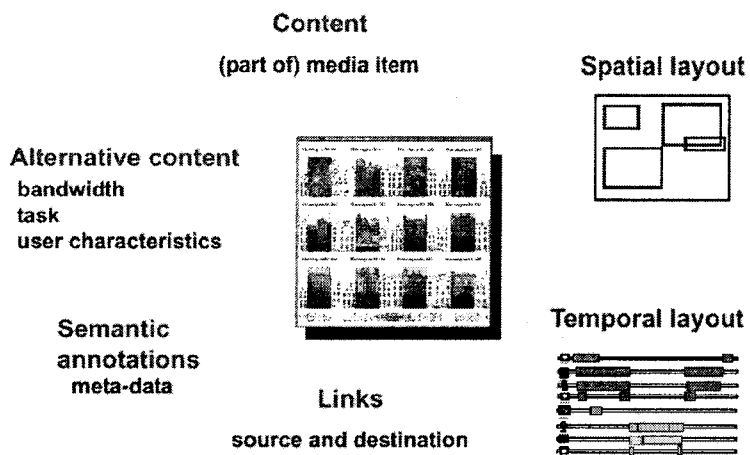 Content
(part of) media item
Spatial layout
Alternative content
bandwidth
task
user characteristics
Semantic
annotations
meta-data
Temporal layout
Links
source and destination